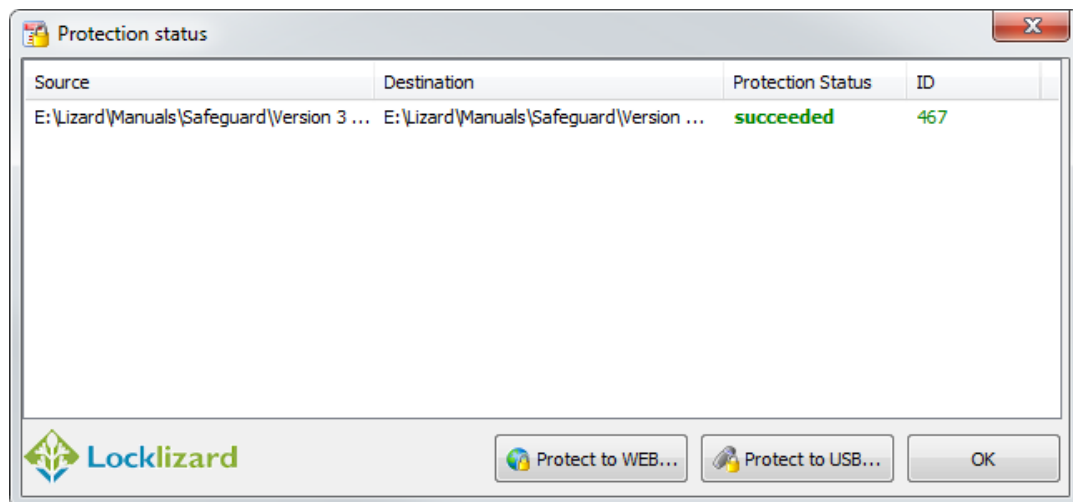 Protection status
Source Destination Protection Status ID
E:\Lizard\Manuals\Safeguard\Version 3 ... E:\Lizard\Manuals\Safeguard\Version ... succeeded 467
Locklizard Protect to WEB... Protect to USB... OK